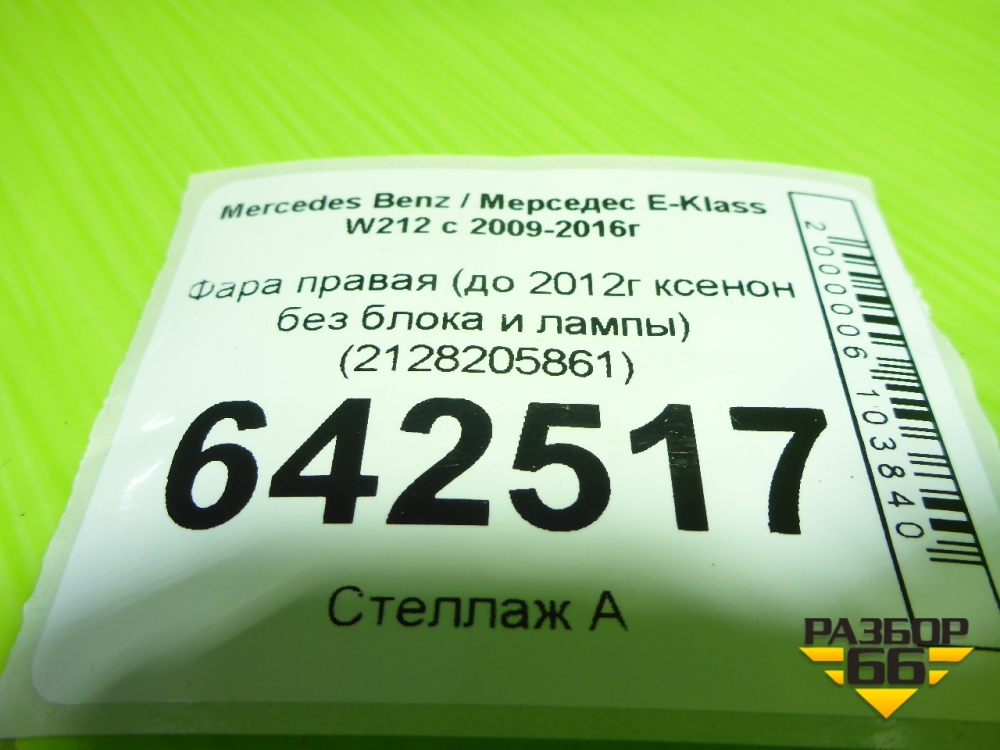 Mercedes Benz / Мерседес E-Klass
W212 с 2009-2016г
Фара правая (до 2012г ксенон
без блока и лампы)
(2128205861)
642517
Стеллаж А
2000006103840
РАЗБОР
66